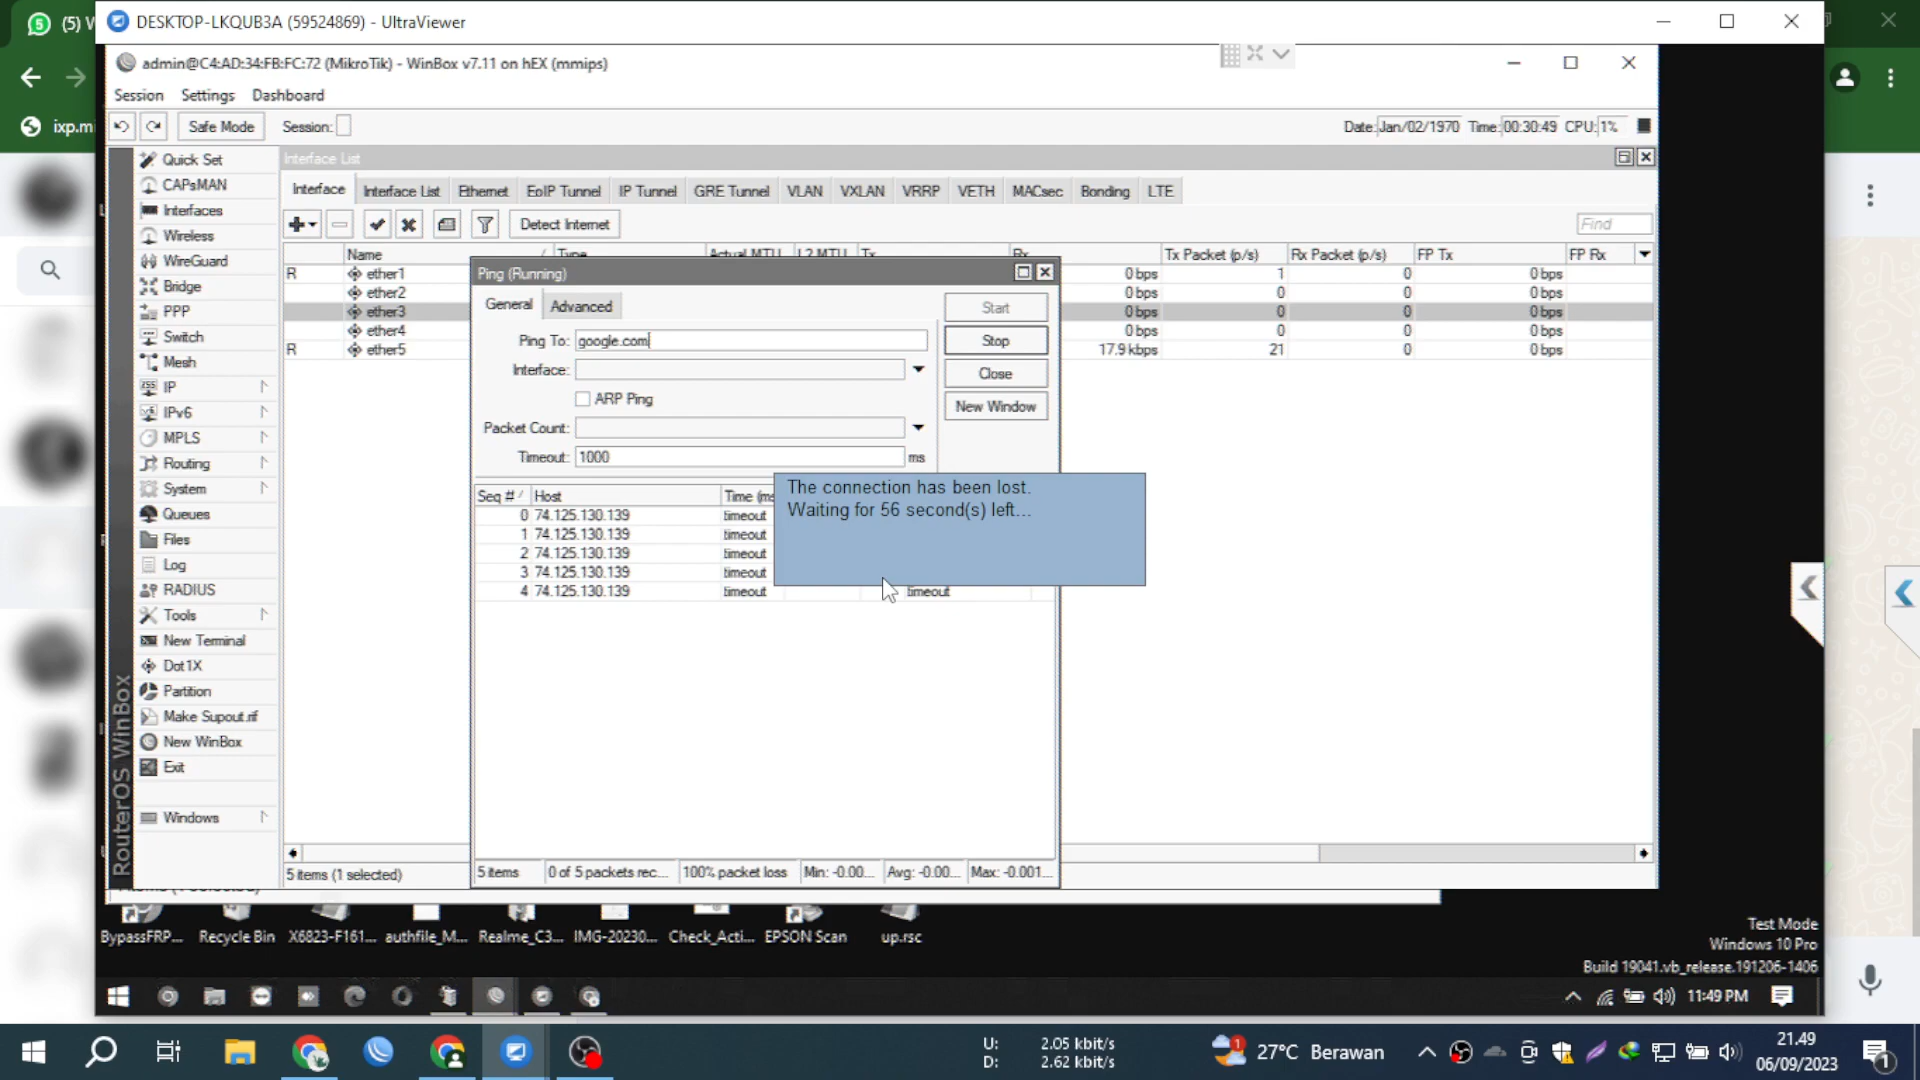 (5) W
DESKTOP-LKQUB3A (59524869) - UltraViewer
admin@C4:AD:34:FB:FC:72 (MikroTik) - WinBox v7.11 on hEX (mmips)
Session Settings Dashboard
ixp.mi
Safe Mode Session: Date: Jan/02/1970 Time: 00:30:49 CPU: 1%
Quick Set
CAPsMAN
Interfaces
Wireless
WireGuard
Bridge
PPP
Switch
Mesh
IP
IPv6
MPLS
Routing
System
Queues
Files
Log
RADIUS
Tools
New Terminal
Dot1X
Partition
Make Supout.rif
New WinBox
Exit
Windows
RouterOS WinBox
Interface List
Interface Interface List Ethernet EoIP Tunnel IP Tunnel GRE Tunnel VLAN VXLAN VRRP VETH MACsec Bonding LTE
Detect Internet Find
Name Type Actual MTU L2 MTU Tx Rx Tx Packet (p/s) Rx Packet (p/s) FP Tx FP Rx
R ether1 0 bps 1 0 0 bps
ether2 0 bps 0 0 0 bps
ether3 0 bps 0 0 0 bps
ether4 0 bps 0 0 0 bps
R ether5 17.9 kbps 21 0 0 bps
5 items (1 selected)
Ping (Running)
General Advanced
Ping To: google.com
Interface:
ARP Ping
Packet Count:
Timeout: 1000 ms
Start
Stop
Close
New Window
Seq # Host Time (ms
0 74.125.130.139 timeout
1 74.125.130.139 timeout
2 74.125.130.139 timeout
3 74.125.130.139 timeout
4 74.125.130.139 timeout timeout
5 items 0 of 5 packets rec... 100% packet loss Min: -0.00... Avg: -0.00... Max: -0.001...
The connection has been lost.
Waiting for 56 second(s) left...
BypassFRP... Recycle Bin X6823-F161... authfile_M... Realme_C3... IMG-20230... Check_Acti... EPSON Scan up.rsc
Test Mode
Windows 10 Pro
Build 19041.vb_release.191206-1406
11:49 PM
U: 2.05 kbit/s
D: 2.62 kbit/s
1
27°C Berawan
21.49
06/09/2023
1